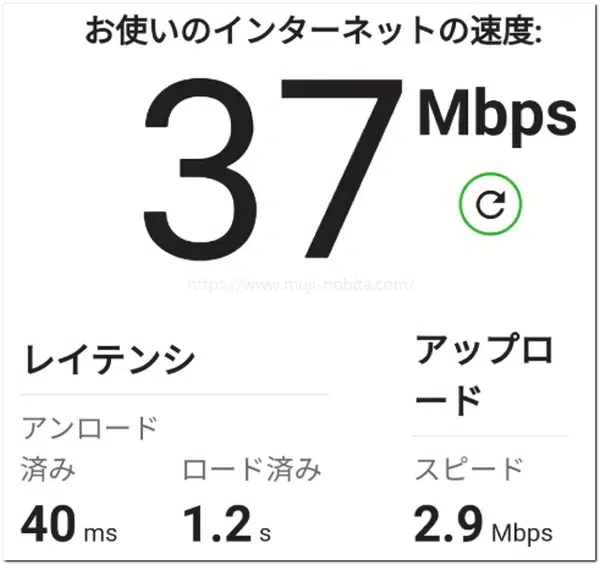 お使いのインターネットの速度:
37 Mbps
https://www.muji-nobita.com/
レイテンシ
アンロード
済み
40 ms
ロード済み
1.2 s
アップロ
ード
スピード
2.9 Mbps